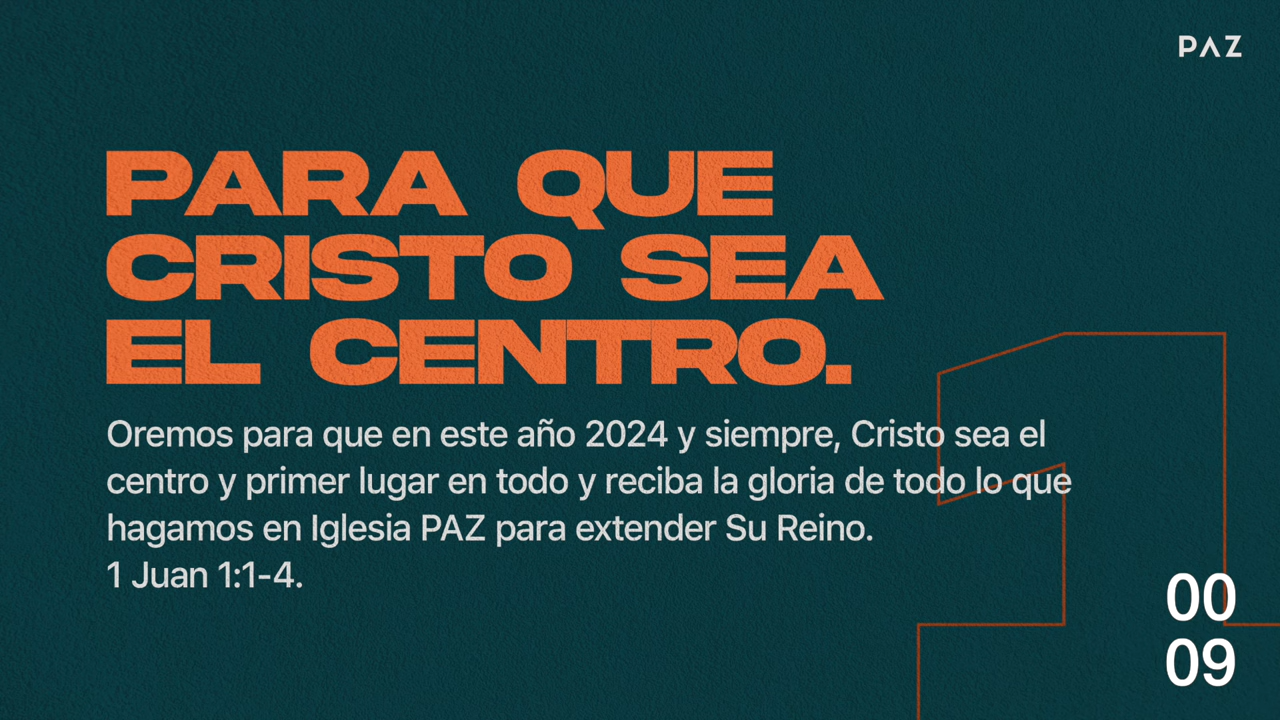 PAZ
PARA QUE
CRISTO SEA
EL CENTRO.
Oremos para que en este año 2024 y siempre, Cristo sea el
centro y primer lugar en todo y reciba la gloria de todo lo que
hagamos en Iglesia PAZ para extender Su Reino.
1 Juan 1:1-4.
1
00
09